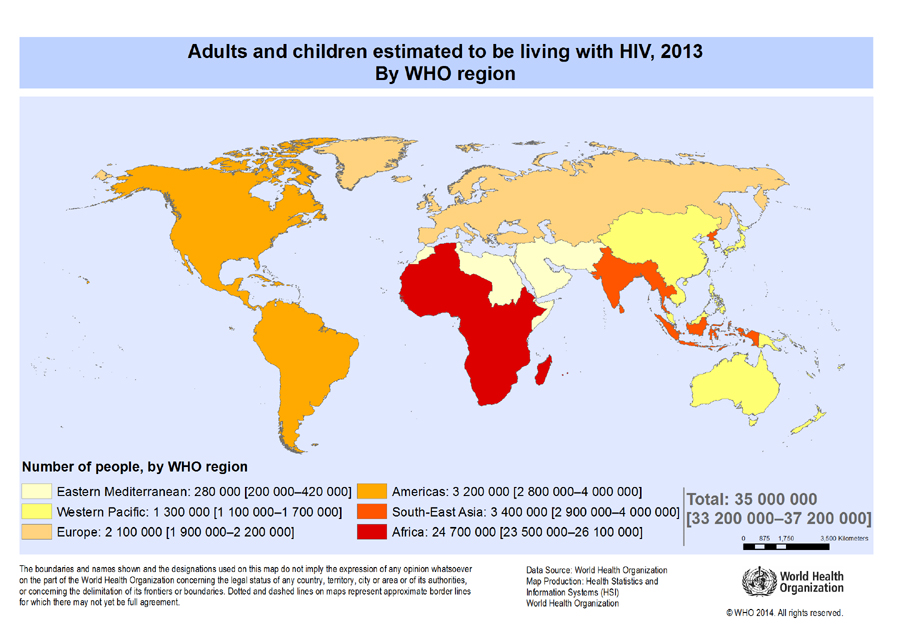 Adults and children estimated to be living with HIV, 2013
By WHO region
Number of people, by WHO region
Eastern Mediterranean: 280 000 [200 000–420 000]
Western Pacific: 1 300 000 [1 100 000–1 700 000]
Europe: 2 100 000 [1 900 000–2 200 000]
Americas: 3 200 000 [2 800 000–4 000 000]
South-East Asia: 3 400 000 [2 900 000–4 000 000]
Africa: 24 700 000 [23 500 000–26 100 000]
Total: 35 000 000
[33 200 000–37 200 000]
0 875 1,750 3,500 Kilometers
The boundaries and names shown and the designations used on this map do not imply the expression of any opinion whatsoever
on the part of the World Health Organization concerning the legal status of any country, territory, city or area or of its authorities,
or concerning the delimitation of its frontiers or boundaries. Dotted and dashed lines on maps represent approximate border lines
for which there may not yet be full agreement.
Data Source: World Health Organization
Map Production: Health Statistics and
Information Systems (HSI)
World Health Organization
World Health
Organization
© WHO 2014. All rights reserved.